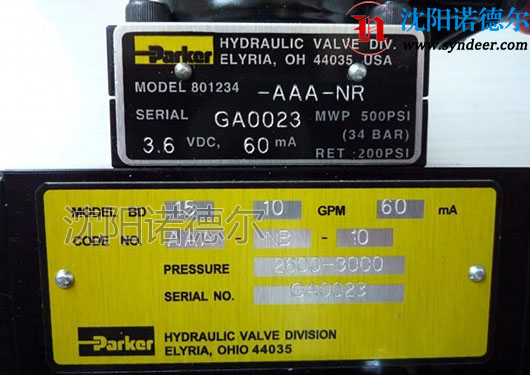 沈阳诺德尔
www.syndeer.com
Parker
HYDRAULIC VALVE DIV.
ELYRIA, OH 44035 USA
MODEL 801234 -AAA-NR
SERIAL GA0023 MWP 500PSI
3.6 VDC, 60 mA (34 BAR)
RET 200PSI
MODEL BD 15 10 GPM 60 mA
沈阳诺德尔
CODE NO. NB - 10
PRESSURE 2600-3000
SERIAL NO. GA0023
Parker
HYDRAULIC VALVE DIVISION
ELYRIA, OHIO 44035